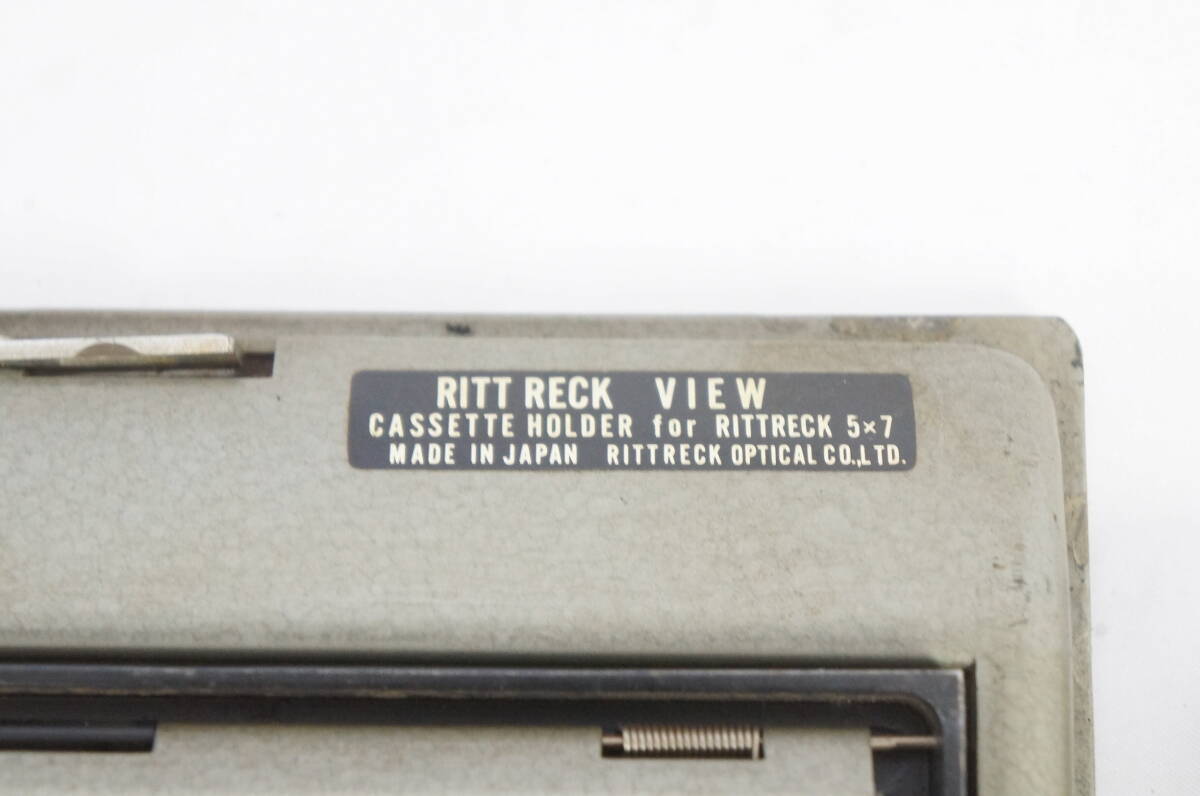 RITT RECK VIEW
CASSETTE HOLDER for RITTRECK 5×7
MADE IN JAPAN RITTRECK OPTICAL CO.,LTD.